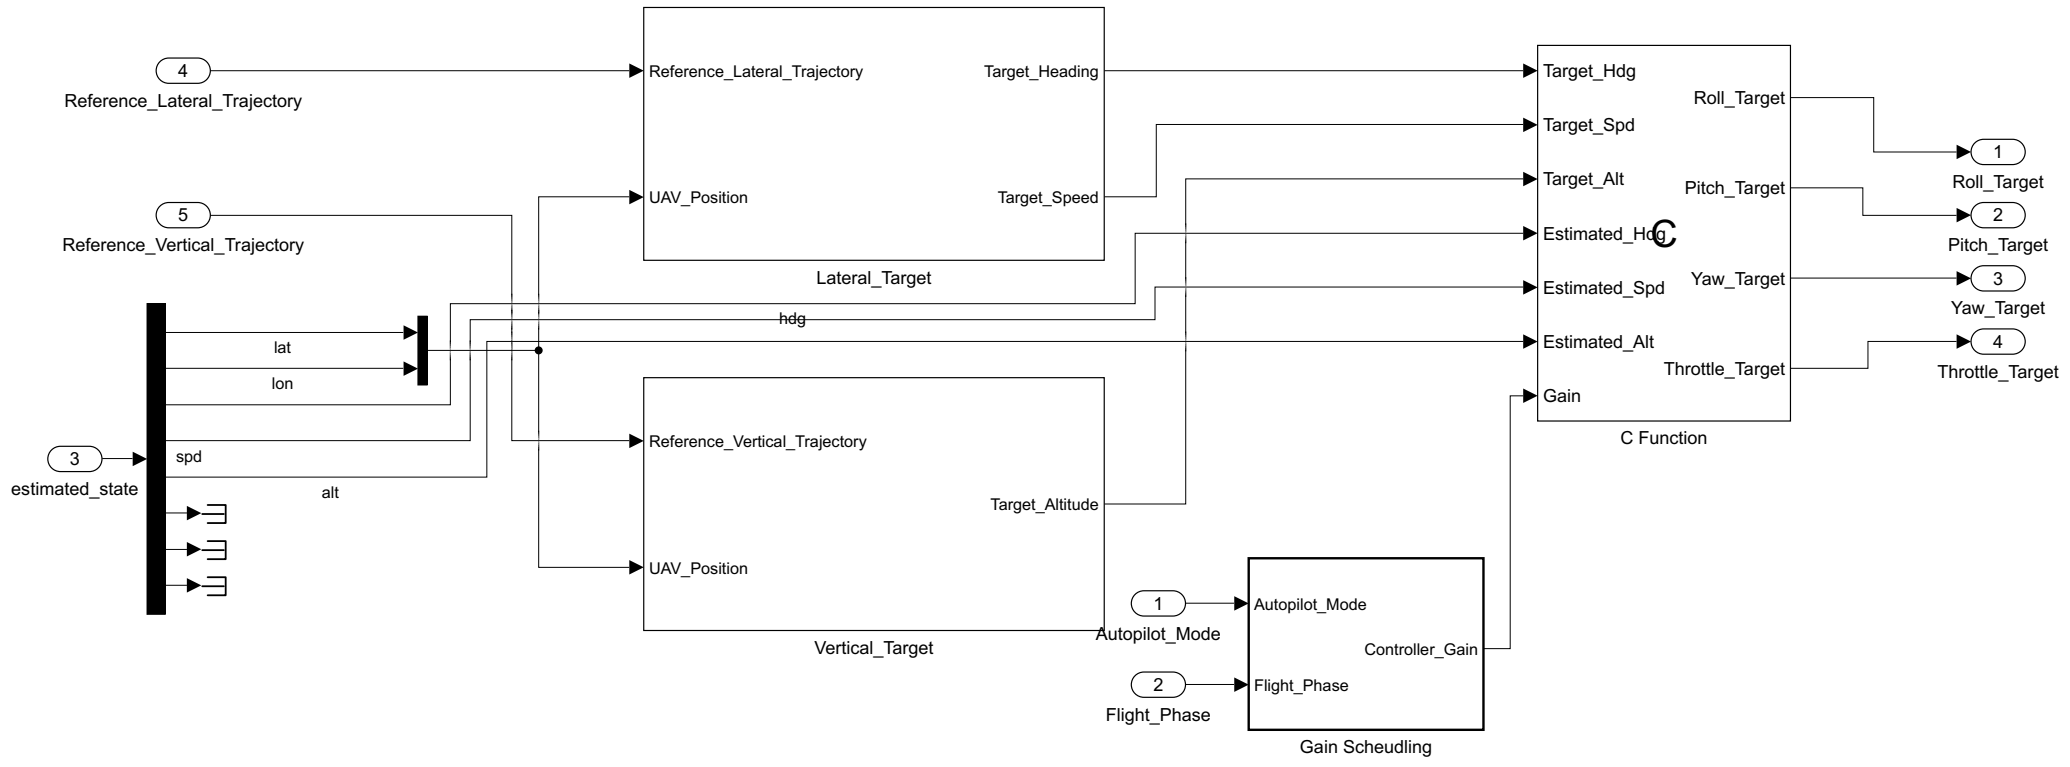 4
Reference_Lateral_Trajectory
5
Reference_Vertical_Trajectory
lat
lon
3
estimated_state
spd
alt
hdg
Reference_Lateral_Trajectory
Target_Heading
UAV_Position
Target_Speed
Lateral_Target
Reference_Vertical_Trajectory
Target_Altitude
UAV_Position
Vertical_Target
1
Autopilot_Mode
2
Flight_Phase
Autopilot_Mode
Controller_Gain
Flight_Phase
Gain Scheudling
Target_Hdg
Target_Spd
Target_Alt
Estimated_Hdg
Estimated_Spd
Estimated_Alt
Gain
C
Roll_Target
Pitch_Target
Yaw_Target
Throttle_Target
C Function
1
Roll_Target
2
Pitch_Target
3
Yaw_Target
4
Throttle_Target